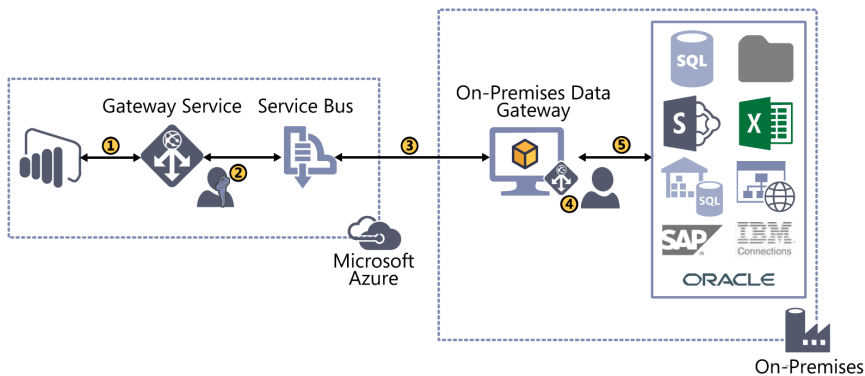 Gateway Service
Service Bus
On-Premises Data
Gateway
1
2
3
4
5
Microsoft
Azure
SQL
S
X
SQL
SAP
IBM
Connections
ORACLE
On-Premises